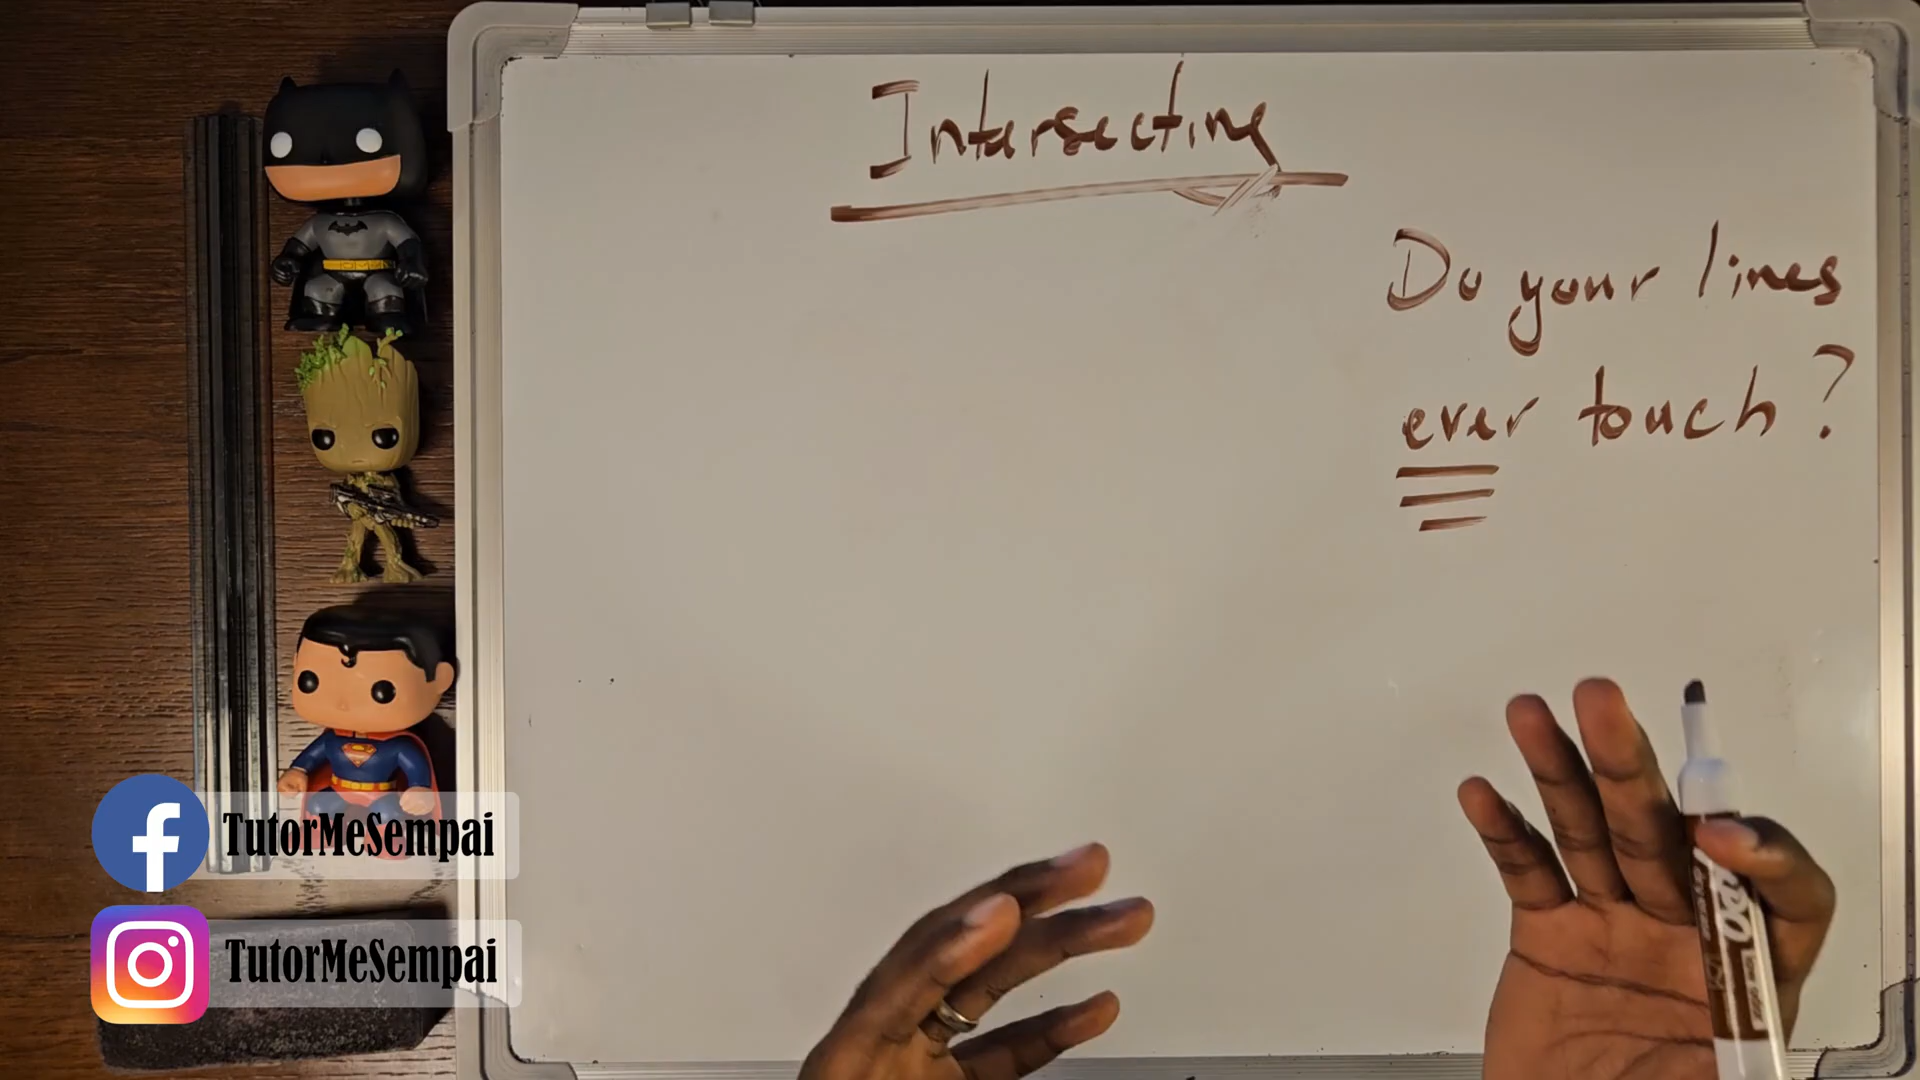 Intersecting
Do your lines
ever touch?
TutorMeSempai
TutorMeSempai